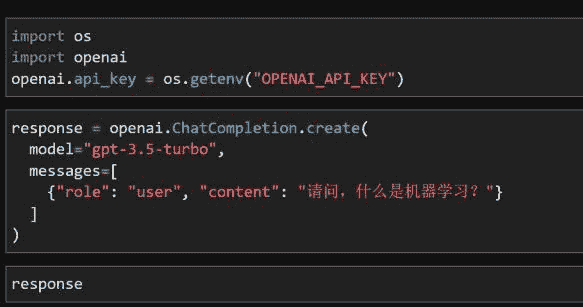 import os
import openai
openai.api_key = os.getenv("OPENAI_API_KEY")
response = openai.ChatCompletion.create(
  model="gpt-3.5-turbo",
  messages=[
    {"role": "user", "content": "请问，什么是机器学习？"}
  ]
)
response